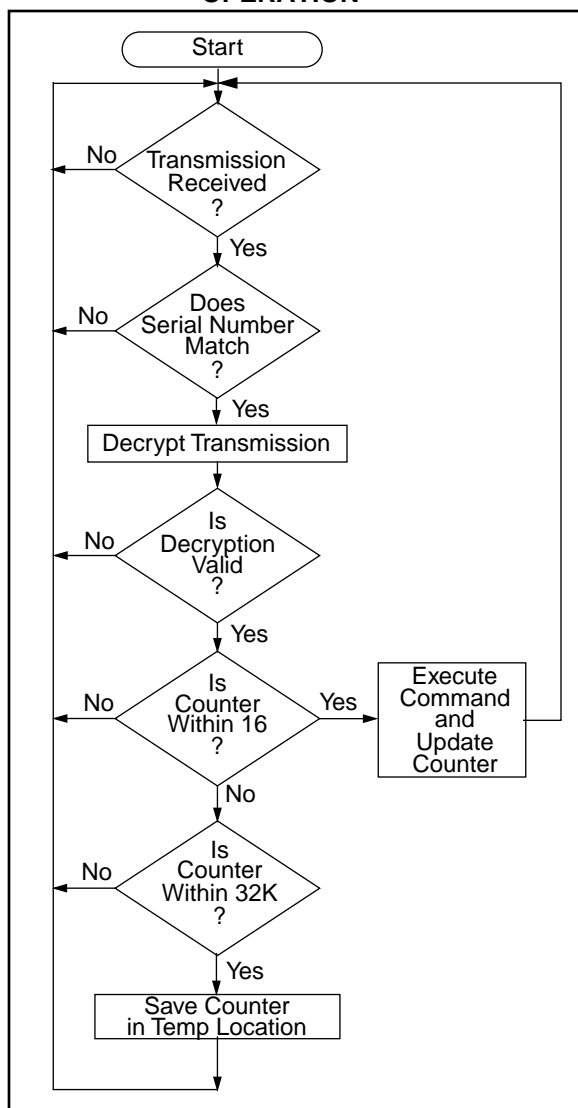 OPERATION
Start
No
Transmission
Received
?
Yes
No
Does
Serial Number
Match
?
Yes
Decrypt Transmission
No
Is
Decryption
Valid
?
Yes
No
Is
Counter
Within 16
?
Yes
Execute
Command
and
Update
Counter
No
No
Is
Counter
Within 32K
?
Yes
Save Counter
in Temp Location